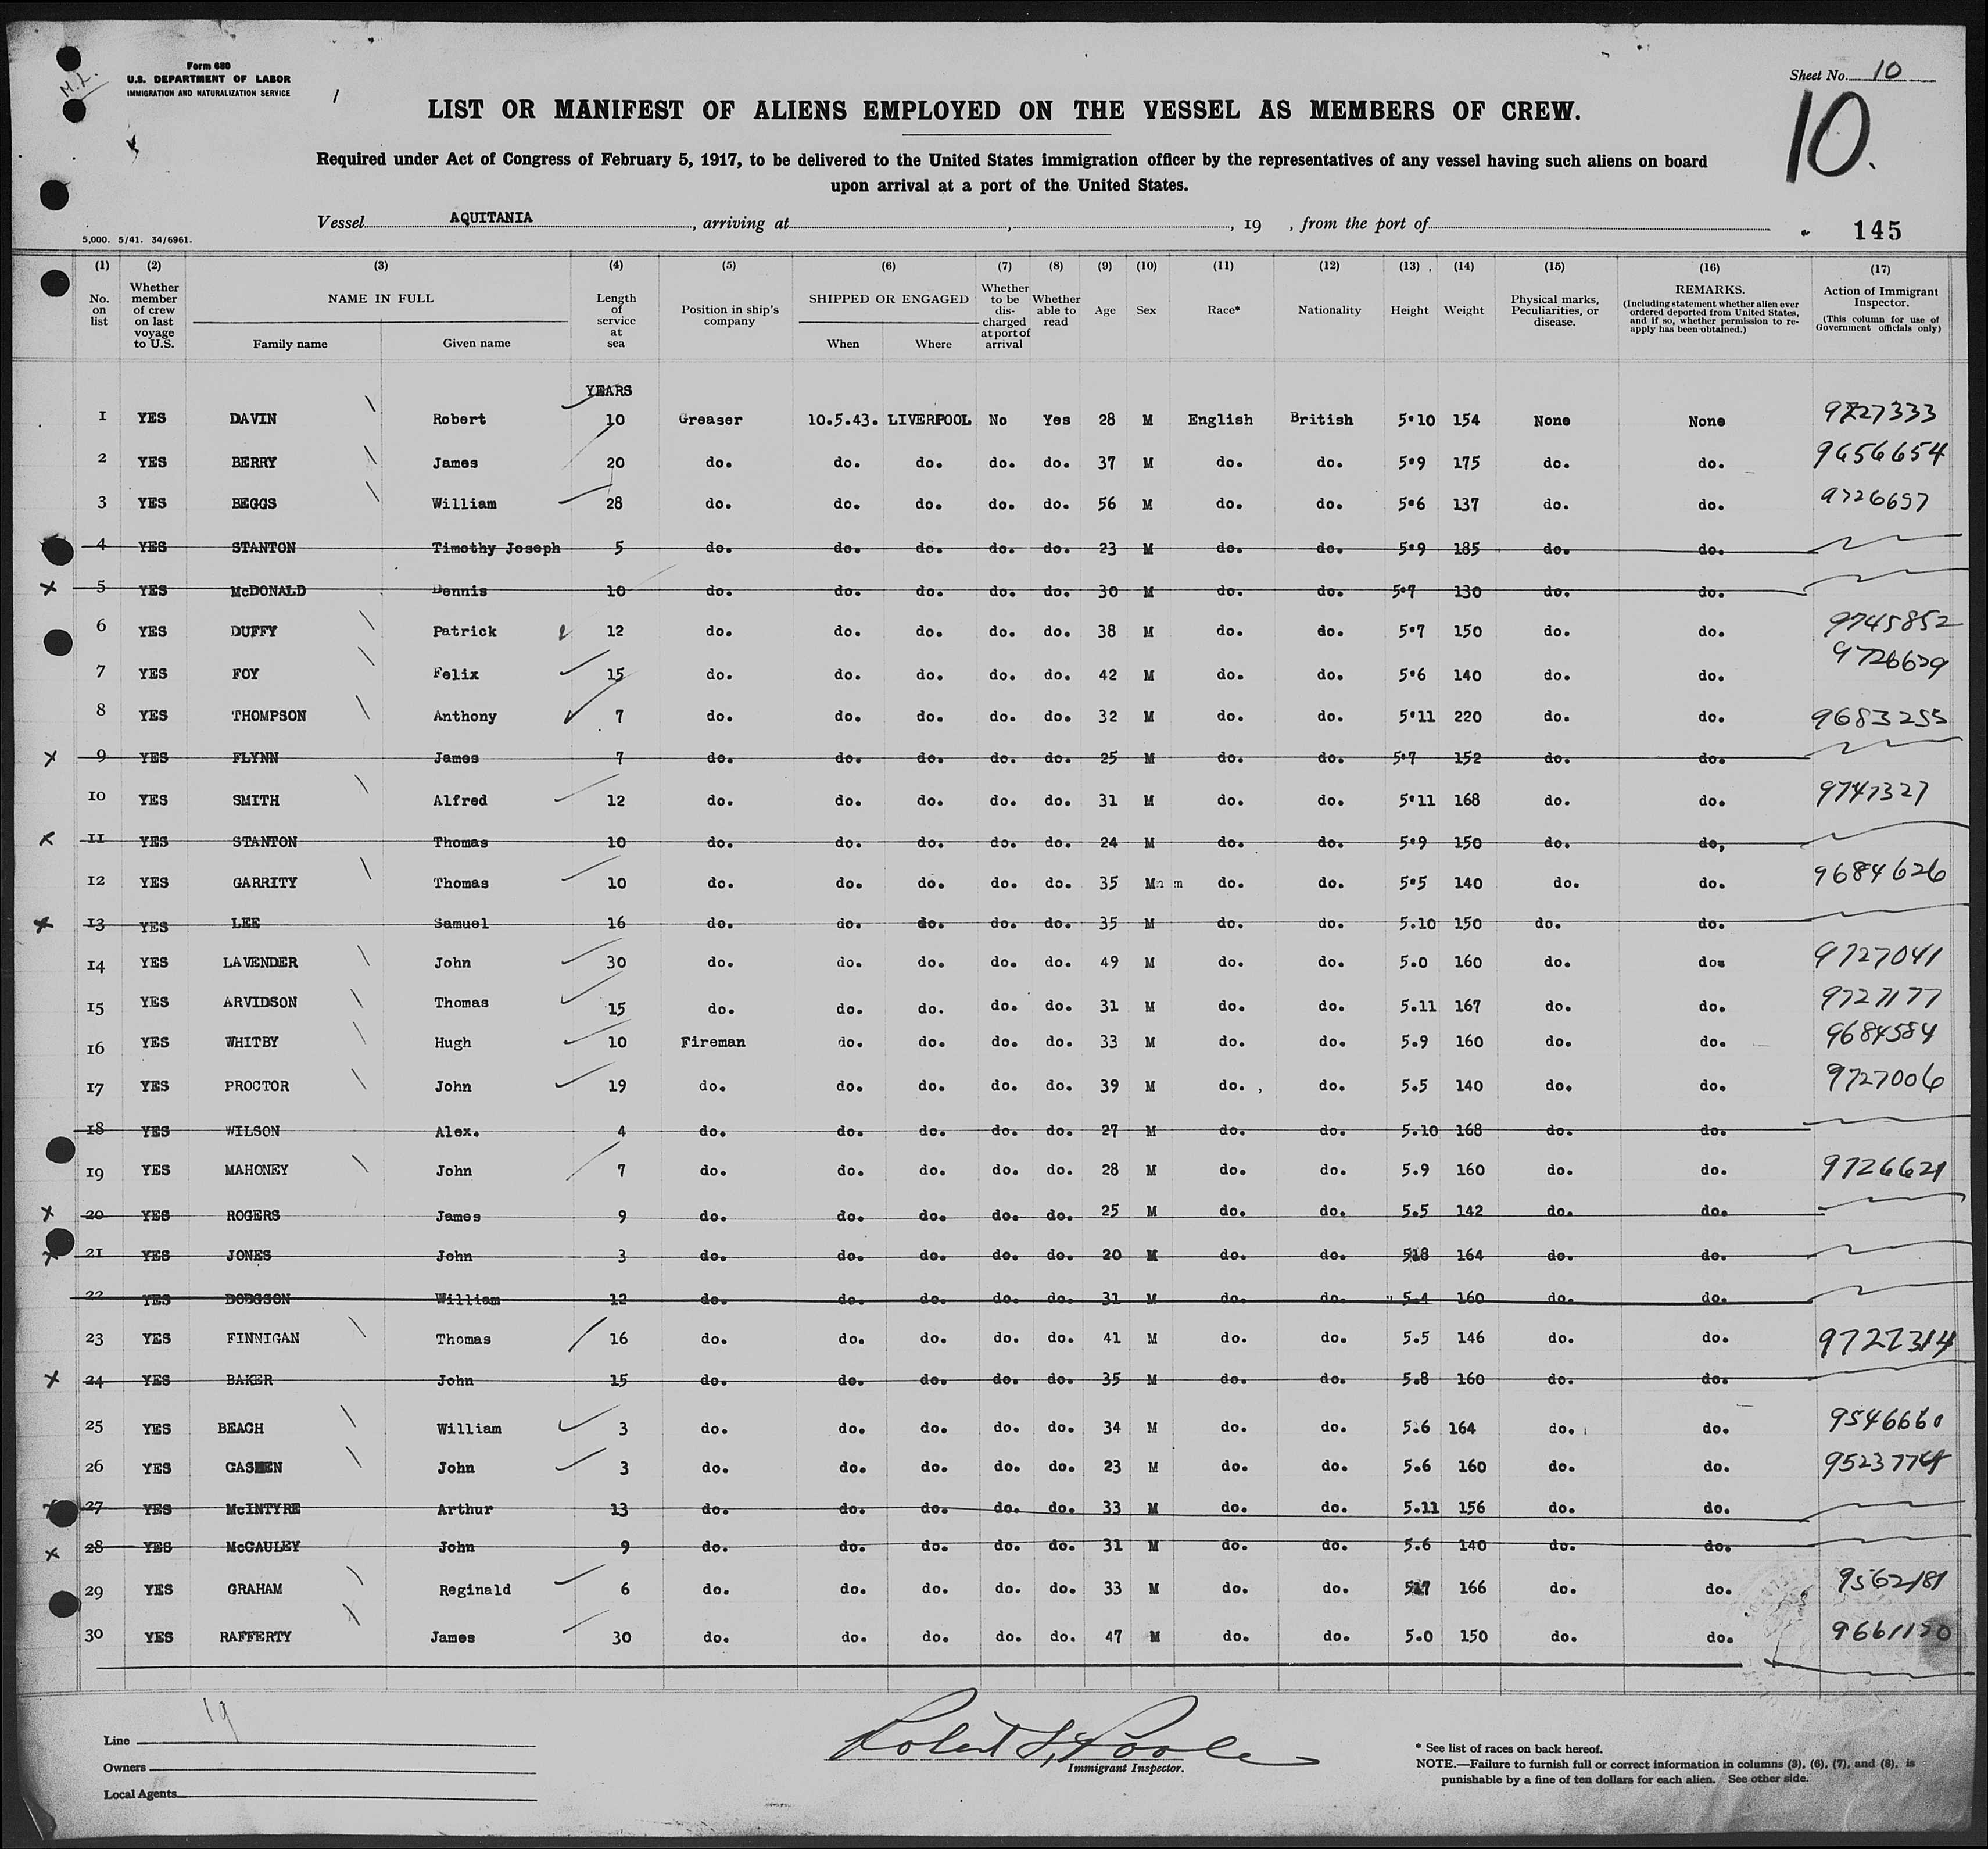 Form 680
U.S. DEPARTMENT OF LABOR
IMMIGRATION AND NATURALIZATION SERVICE
Sheet No. 10
LIST OR MANIFEST OF ALIENS EMPLOYED ON THE VESSEL AS MEMBERS OF CREW.
10.
Required under Act of Congress of February 5, 1917, to be delivered to the United States immigration officer by the representatives of any vessel having such aliens on board
upon arrival at a port of the United States.
Vessel AQUITANIA, arriving at , , 19 , from the port of
145
5,000. 5/41. 34/6961.
(1) (2) (3) (4) (5) (6) (7) (8) (9) (10) (11) (12) (13) (14) (15) (16) (17)
No. on list
Whether member of crew on last voyage to U.S.
NAME IN FULL
Family name Given name
Length of service at sea
Position in ship's company
SHIPPED OR ENGAGED
When Where
Whether to be discharged at port of arrival
Whether able to read
Age Sex Race* Nationality Height Weight
Physical marks, Peculiarities, or disease.
REMARKS.
(Including statement whether alien ever ordered deported from United States, and if so, whether permission to re-apply has been obtained.)
Action of Immigrant Inspector.
(This column for use of Government officials only)
YEARS
1 YES DAVIN Robert 10 Greaser 10.5.43. LIVERPOOL No Yes 28 M English British 5'10 154 None None 9727333
2 YES BERRY James 20 do. do. do. do. do. 37 M do. do. 5'9 175 do. do. 9656654
3 YES BEGGS William 28 do. do. do. do. do. 56 M do. do. 5'6 137 do. do. 9726697
4 YES STANTON Timothy Joseph 5 do. do. do. do. do. 23 M do. do. 5'9 185 do. do.
5 YES McDONALD Dennis 10 do. do. do. do. do. 30 M do. do. 5'7 130 do. do.
6 YES DUFFY Patrick 12 do. do. do. do. do. 38 M do. do. 5'7 150 do. do. 9745852
7 YES FOY Felix 15 do. do. do. do. do. 42 M do. do. 5'6 140 do. do. 9726629
8 YES THOMPSON Anthony 7 do. do. do. do. do. 32 M do. do. 5'11 220 do. do. 9683255
9 YES FLYNN James 7 do. do. do. do. do. 25 M do. do. 5'7 152 do. do.
10 YES SMITH Alfred 12 do. do. do. do. do. 31 M do. do. 5'11 168 do. do. 9747327
11 YES STANTON Thomas 10 do. do. do. do. do. 24 M do. do. 5'9 150 do. do,
12 YES GARRITY Thomas 10 do. do. do. do. do. 35 M do. do. 5'5 140 do. do. 9684626
13 YES LEE Samuel 16 do. do. do. do. do. 35 M do. do. 5.10 150 do. do.
14 YES LAVENDER John 30 do. do. do. do. do. 49 M do. do. 5.0 160 do. do. 9727041
15 YES ARVIDSON Thomas 15 do. do. do. do. do. 31 M do. do. 5.11 167 do. do. 9727177
16 YES WHITBY Hugh 10 Fireman do. do. do. do. 33 M do. do. 5.9 160 do. do. 9684584
17 YES PROCTOR John 19 do. do. do. do. do. 39 M do. do. 5.5 140 do. do. 9727006
18 YES WILSON Alex. 4 do. do. do. do. do. 27 M do. do. 5.10 168 do. do.
19 YES MAHONEY John 7 do. do. do. do. do. 28 M do. do. 5.9 160 do. do. 9726621
20 YES ROGERS James 9 do. do. do. do. do. 25 M do. do. 5.5 142 do. do.
21 YES JONES John 3 do. do. do. do. do. 20 M do. do. 5.8 164 do. do.
22 YES DODGSON William 12 do. do. do. do. do. 31 M do. do. 5.4 160 do. do.
23 YES FINNIGAN Thomas 16 do. do. do. do. do. 41 M do. do. 5.5 146 do. do. 9727314
24 YES BAKER John 15 do. do. do. do. do. 35 M do. do. 5.8 160 do. do.
25 YES BEACH William 3 do. do. do. do. do. 34 M do. do. 5.6 164 do. do. 9546660
26 YES John 3 do. do. do. do. do. 23 M do. do. 5.6 160 do. do. 9523774
27 YES McINTYRE Arthur 13 do. do. do. do. do. 33 M do. do. 5.11 156 do. do.
28 YES McGAULEY John 9 do. do. do. do. do. 31 M do. do. 5.6 140 do. do.
29 YES GRAHAM Reginald 6 do. do. do. do. do. 33 M do. do. 5.7 166 do. do. 9562181
30 YES RAFFERTY James 30 do. do. do. do. do. 47 M do. do. 5.0 150 do. do. 9661120
19
Line
Owners
Local Agents
Robert L. Poole
Immigrant Inspector.
* See list of races on back hereof.
NOTE.—Failure to furnish full or correct information in columns (3), (6), (7), and (8), is
punishable by a fine of ten dollars for each alien. See other side.